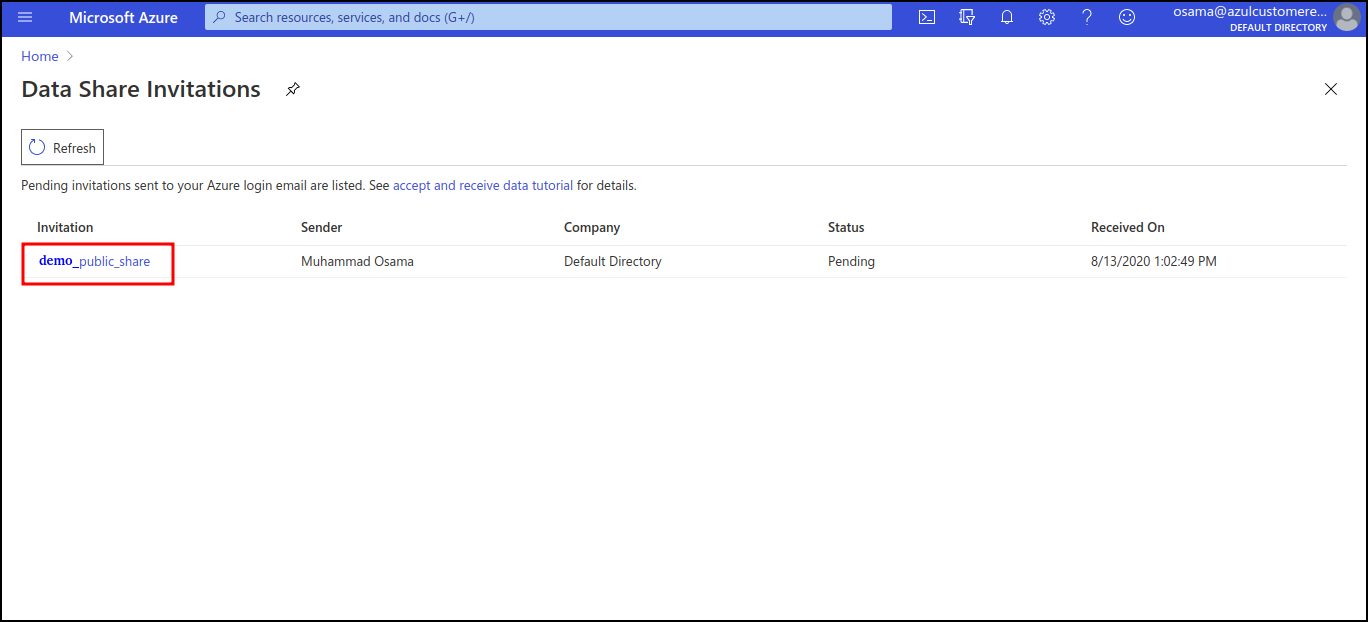 Microsoft Azure
Search resources, services, and docs (G+/)
osama@azulcustomere...
DEFAULT DIRECTORY
Home
Data Share Invitations
Refresh
Pending invitations sent to your Azure login email are listed. See accept and receive data tutorial for details.
Invitation Sender Company Status Received On
demo_public_share Muhammad Osama Default Directory Pending 8/13/2020 1:02:49 PM